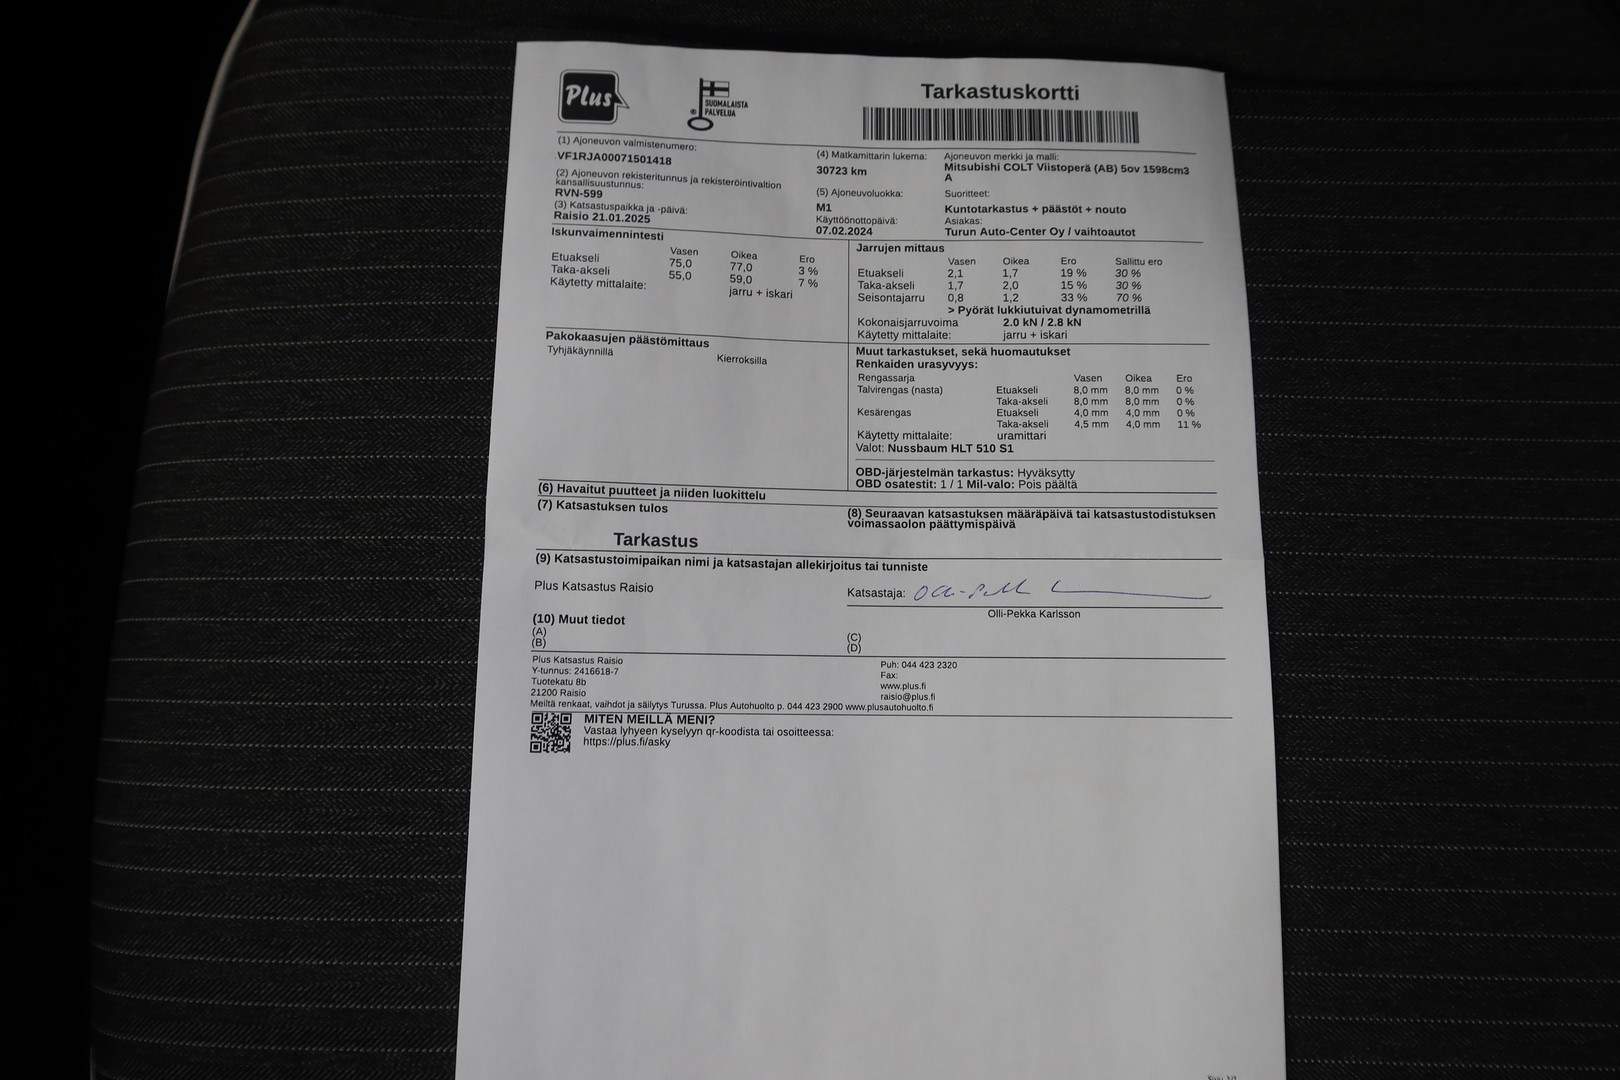 Plus
SUOMALAISTA
PALVELUA
Tarkastuskortti
(1) Ajoneuvon valmistenumero:
VF1RJA00071501418
(2) Ajoneuvon rekisteritunnus ja rekisteröintivaltion
kansallisuustunnus:
RVN-599
(3) Katsastuspaikka ja -päivä:
Raisio 21.01.2025
(4) Matkamittarin lukema:
30723 km
(5) Ajoneuvoluokka:
M1
Käyttöönottopäivä:
07.02.2024
Ajoneuvon merkki ja malli:
Mitsubishi COLT Viistoperä (AB) 5ov 1598cm3
A
Suoritteet:
Kuntotarkastus + päästöt + nouto
Asiakas:
Turun Auto-Center Oy / vaihtoautot
Iskunvaimennintesti
Vasen Oikea Ero
Etuakseli 75,0 77,0 3 %
Taka-akseli 55,0 59,0 7 %
Käytetty mittalaite: jarru + iskari
Jarrujen mittaus
Vasen Oikea Ero Sallittu ero
Etuakseli 2,1 1,7 19 % 30 %
Taka-akseli 1,7 2,0 15 % 30 %
Seisontajarru 0,8 1,2 33 % 70 %
> Pyörät lukkiutuivat dynamometrillä
Kokonaisjarruvoima 2.0 kN / 2.8 kN
Käytetty mittalaite: jarru + iskari
Pakokaasujen päästömittaus
Tyhjäkäynnillä Kierroksilla
Muut tarkastukset, sekä huomautukset
Renkaiden urasyvyys:
Rengassarja Vasen Oikea Ero
Talvirengas (nasta) Etuakseli 8,0 mm 8,0 mm 0 %
Taka-akseli 8,0 mm 8,0 mm 0 %
Kesärengas Etuakseli 4,0 mm 4,0 mm 0 %
Taka-akseli 4,5 mm 4,0 mm 11 %
Käytetty mittalaite: uramittari
Valot: Nussbaum HLT 510 S1
OBD-järjestelmän tarkastus: Hyväksytty
OBD osatestit: 1 / 1 Mil-valo: Pois päältä
(6) Havaitut puutteet ja niiden luokittelu
(7) Katsastuksen tulos
Tarkastus
(8) Seuraavan katsastuksen määräpäivä tai katsastustodistuksen
voimassaolon päättymispäivä
(9) Katsastustoimipaikan nimi ja katsastajan allekirjoitus tai tunniste
Plus Katsastus Raisio
Katsastaja:
Olli-Pekka Karlsson
(10) Muut tiedot
(A)
(B)
(C)
(D)
Plus Katsastus Raisio
Y-tunnus: 2416618-7
Tuotekatu 8b
21200 Raisio
Puh: 044 423 2320
Fax:
www.plus.fi
raisio@plus.fi
Meiltä renkaat, vaihdot ja säilytys Turussa. Plus Autohuolto p. 044 423 2900 www.plusautohuolto.fi
MITEN MEILLÄ MENI?
Vastaa lyhyeen kyselyyn qr-koodista tai osoitteessa:
https://plus.fi/asky